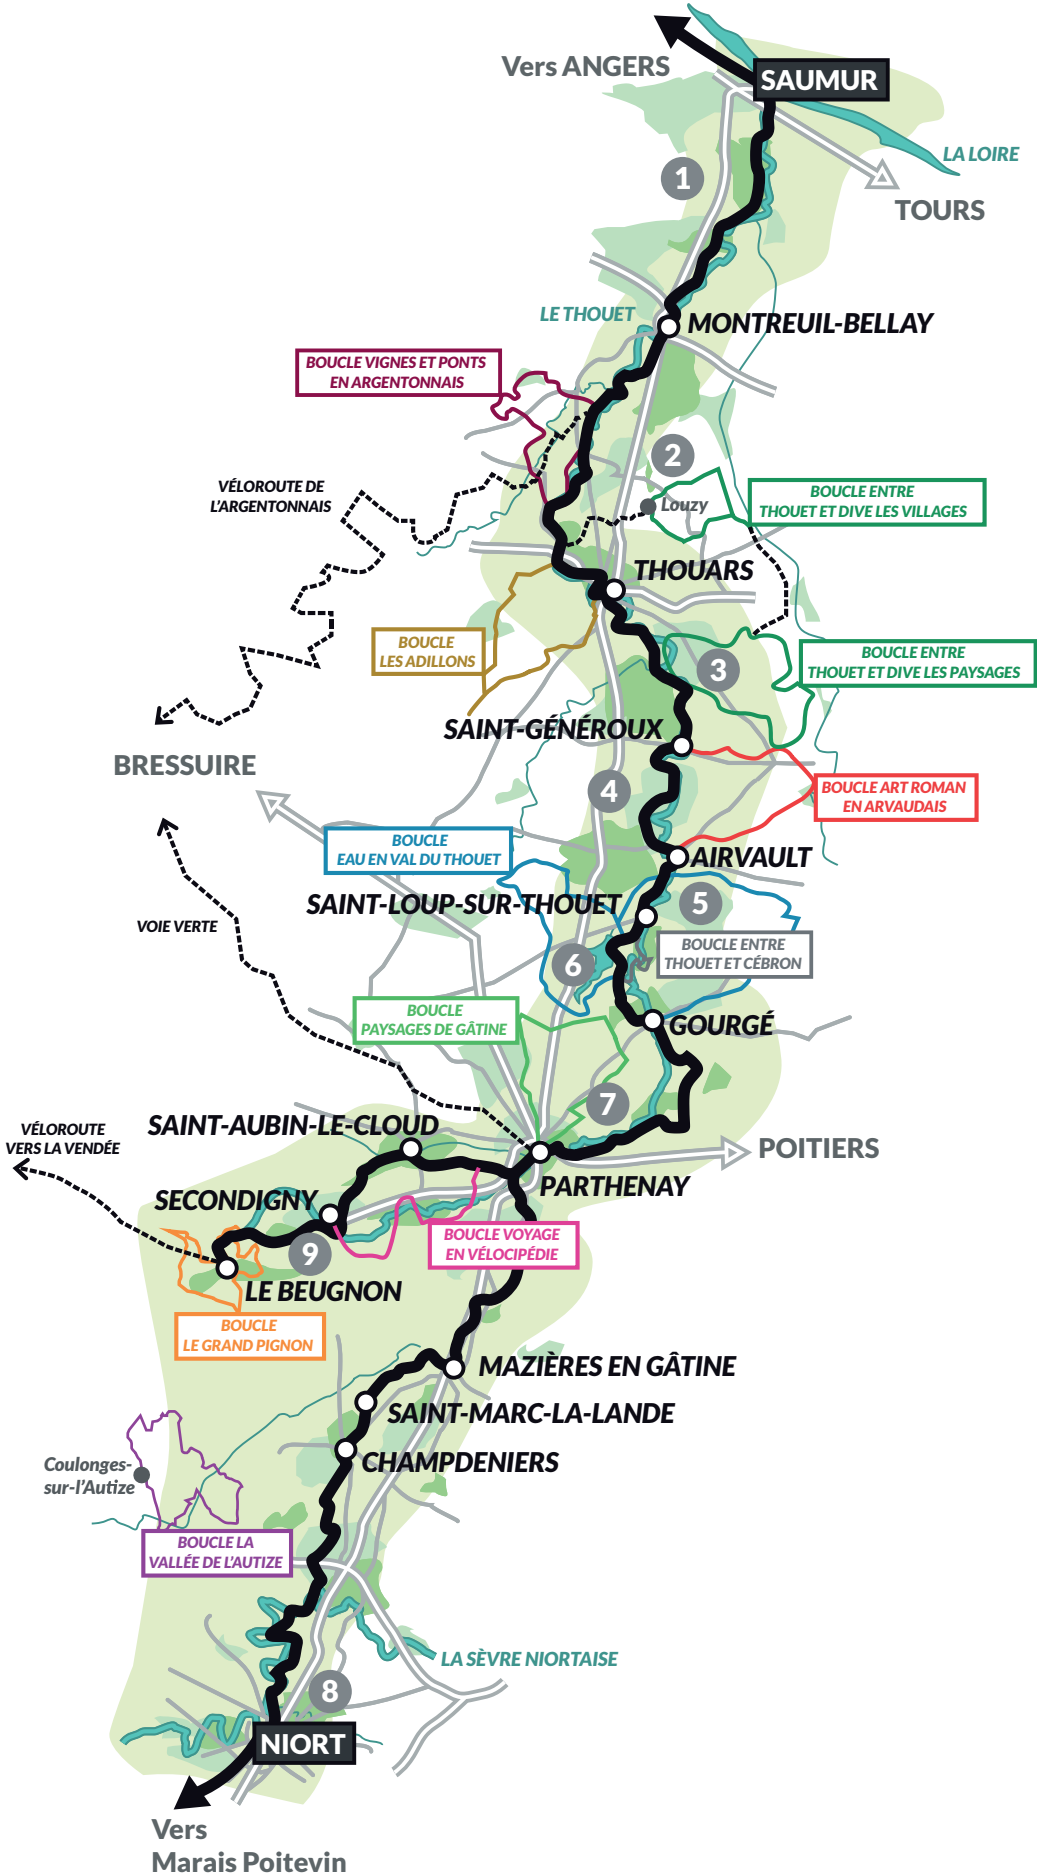 Vers ANGERS
SAUMUR
LA LOIRE
1
TOURS
LE THOUET
MONTREUIL-BELLAY
BOUCLE VIGNES ET PONTS
EN ARGENTONNAIS
2
VÉLOROUTE DE
L'ARGENTONNAIS
Louzy
BOUCLE ENTRE
THOUET ET DIVE LES VILLAGES
THOUARS
BOUCLE
LES ADILLONS
3
BOUCLE ENTRE
THOUET ET DIVE LES PAYSAGES
SAINT-GÉNÉROUX
BRESSUIRE
4
BOUCLE ART ROMAN
EN ARVAUDAIS
BOUCLE
EAU EN VAL DU THOUET
AIRVAULT
SAINT-LOUP-SUR-THOUET
5
VOIE VERTE
BOUCLE ENTRE
THOUET ET CÉBRON
6
BOUCLE
PAYSAGES DE GÂTINE
GOURGÉ
7
SAINT-AUBIN-LE-CLOUD
VÉLOROUTE
VERS LA VENDÉE
POITIERS
PARTHENAY
SECONDIGNY
BOUCLE VOYAGE
EN VÉLOCIPÉDIE
9
LE BEUGNON
BOUCLE
LE GRAND PIGNON
MAZIÈRES EN GÂTINE
SAINT-MARC-LA-LANDE
CHAMPDENIERS
Coulonges-
sur-l'Autize
BOUCLE LA
VALLÉE DE L'AUTIZE
LA SÈVRE NIORTAISE
8
NIORT
Vers
Marais Poitevin